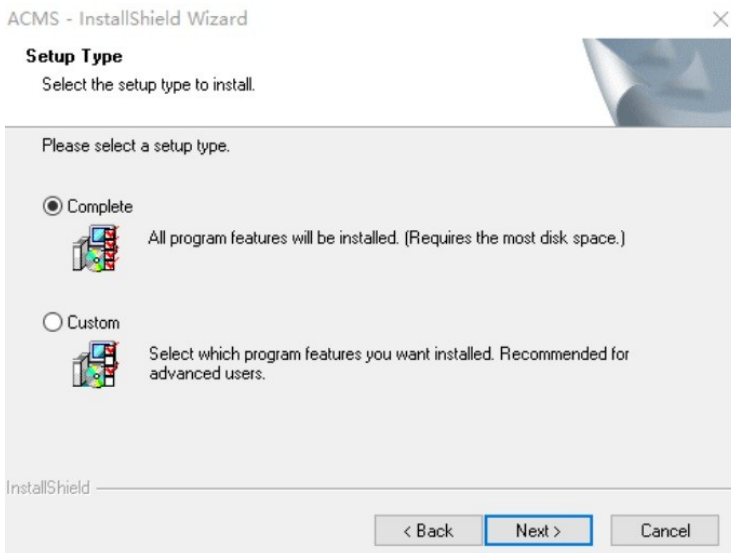 ACMS - InstallShield Wizard
Setup Type
Select the setup type to install.
Please select a setup type.
Complete
All program features will be installed. (Requires the most disk space.)
Custom
Select which program features you want installed. Recommended for
advanced users.
InstallShield
< Back
Next >
Cancel